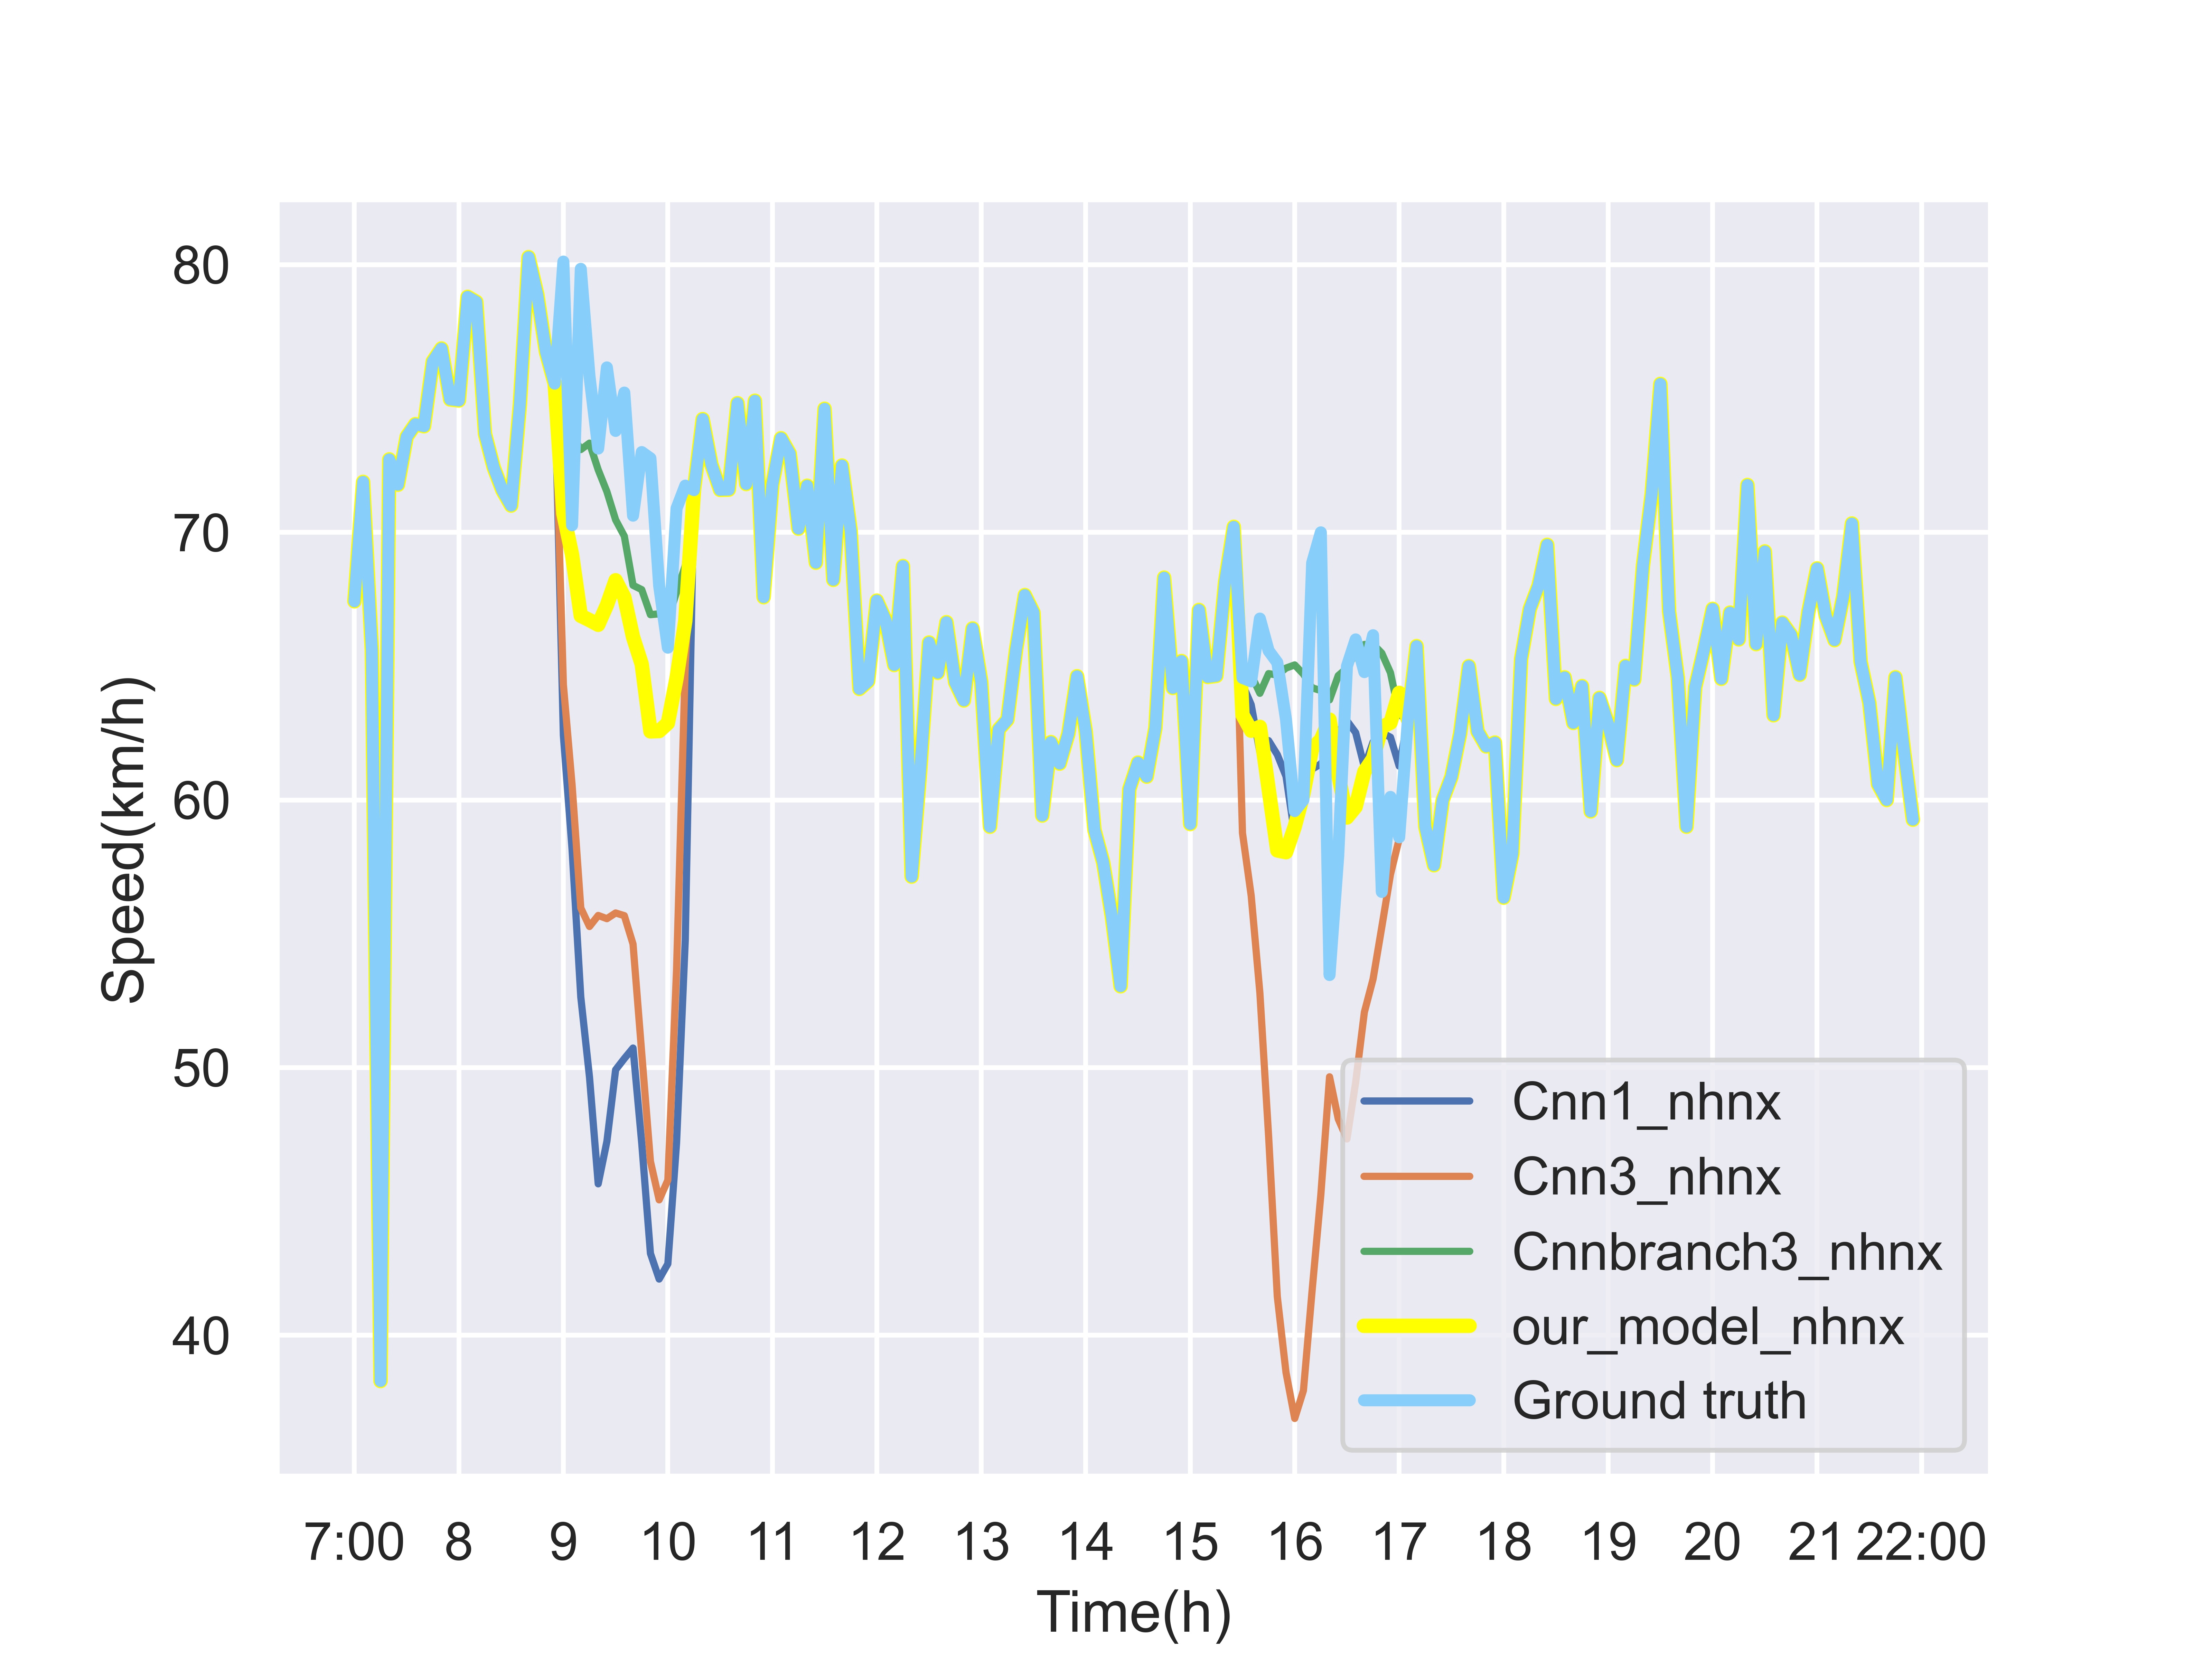 80
70
60
50
40
Speed(km/h)
7:00 8 9 10 11 12 13 14 15 16 17 18 19 20 21 22:00
Time(h)
Cnn1_nhnx
Cnn3_nhnx
Cnnbranch3_nhnx
our_model_nhnx
Ground truth